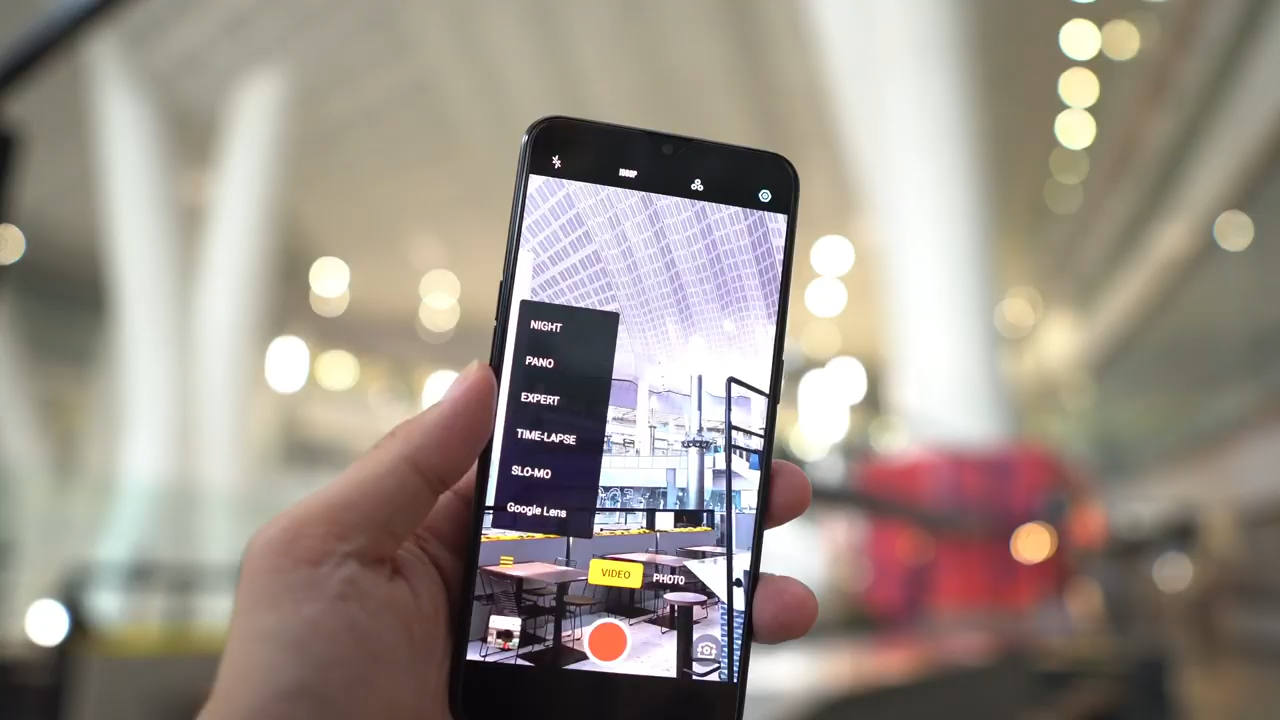 1080P
NIGHT
PANO
EXPERT
TIME-LAPSE
SLO-MO
Google Lens
VIDEO
PHOTO